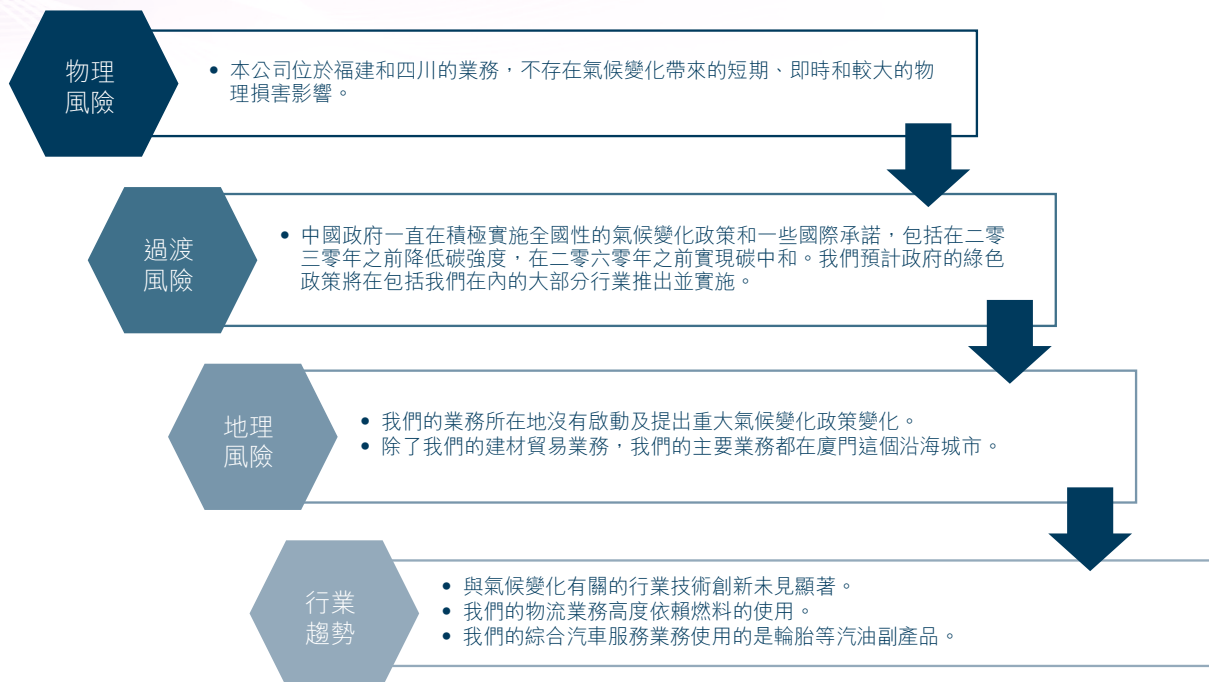 物理
風險
• 本公司位於福建和四川的業務，不存在氣候變化帶來的短期、即時和較大的物
理損害影響。
過渡
風險
• 中國政府一直在積極實施全國性的氣候變化政策和一些國際承諾，包括在二零
三零年之前降低碳強度，在二零六零年之前實現碳中和。我們預計政府的綠色
政策將在包括我們在內的大部分行業推出並實施。
地理
風險
• 我們的業務所在地沒有啟動及提出重大氣候變化政策變化。
• 除了我們的建材貿易業務，我們的主要業務都在廈門這個沿海城市。
行業
趨勢
• 與氣候變化有關的行業技術創新未見顯著。
• 我們的物流業務高度依賴燃料的使用。
• 我們的綜合汽車服務業務使用的是輪胎等汽油副產品。